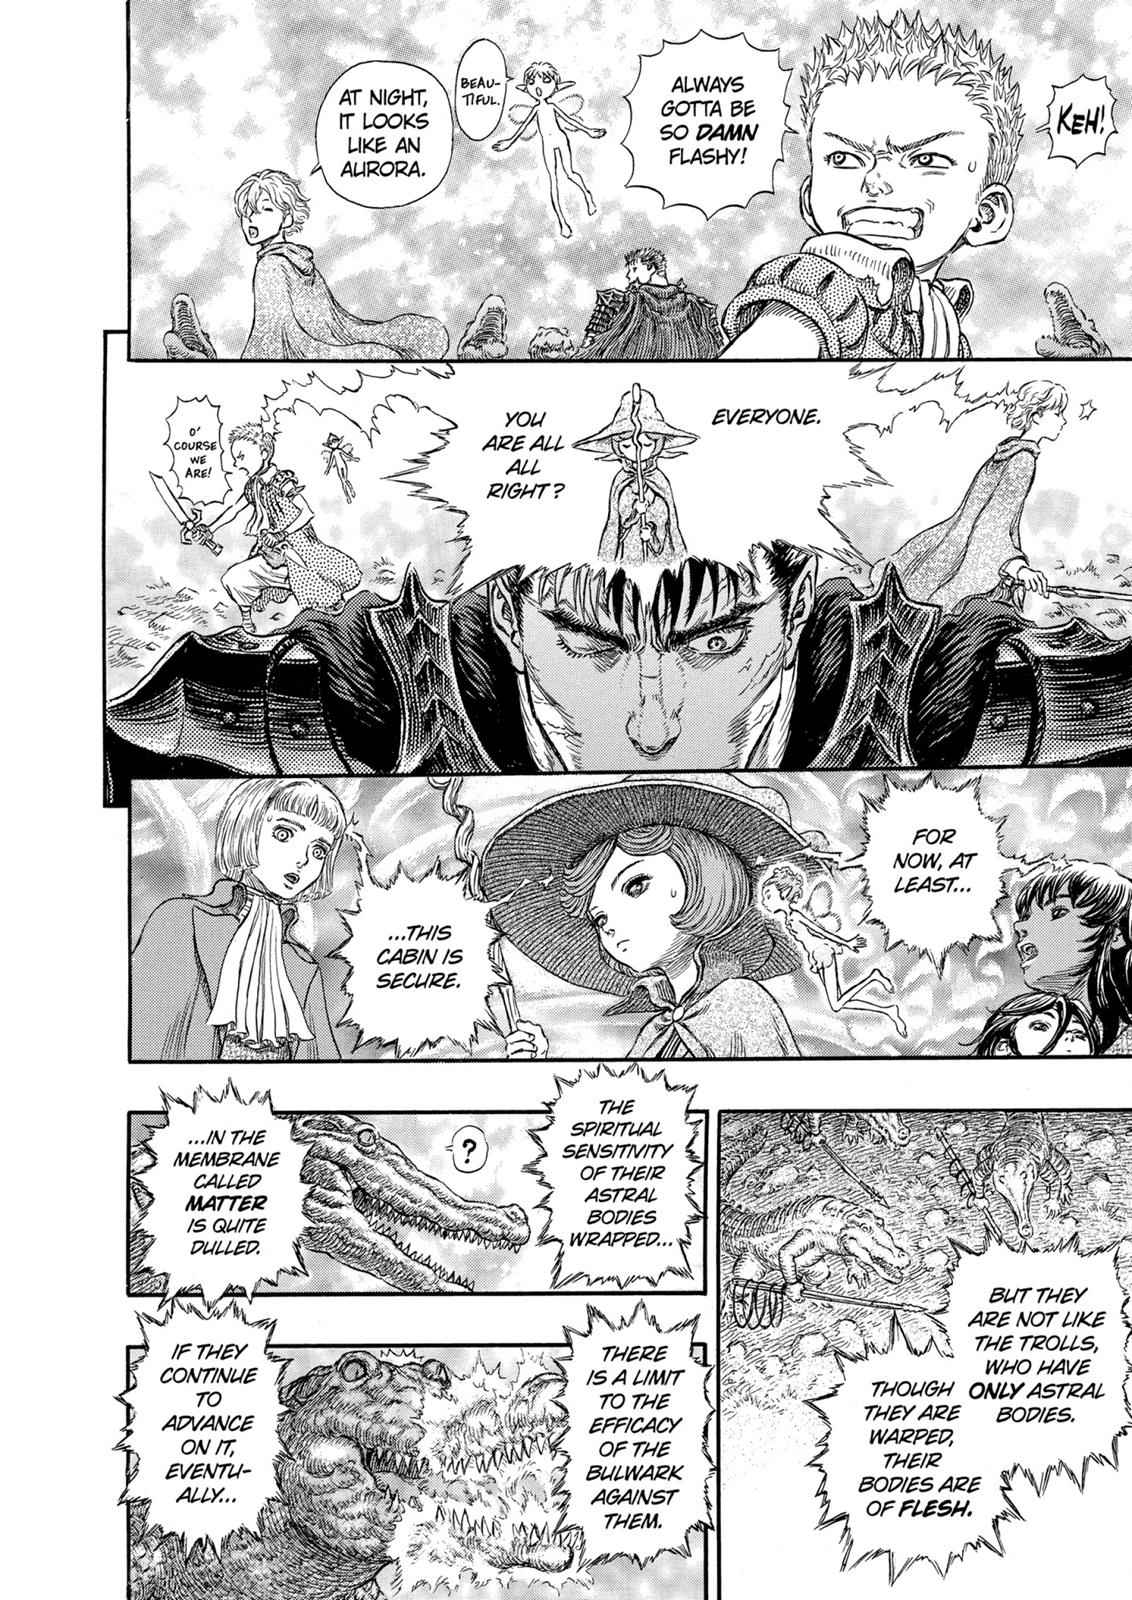 KEH!
ALWAYS
GOTTA BE
SO DAMN
FLASHY!
BEAU-
TIFUL.
AT NIGHT,
IT LOOKS
LIKE AN
AURORA.
EVERYONE.
YOU
ARE ALL
ALL
RIGHT?
O'
COURSE
WE
ARE!
FOR
NOW, AT
LEAST...
...THIS
CABIN IS
SECURE.
BUT THEY
ARE NOT LIKE
THE TROLLS,
WHO HAVE
ONLY ASTRAL
BODIES.
THOUGH
THEY ARE
WARPED,
THEIR
BODIES ARE
OF FLESH.
THE
SPIRITUAL
SENSITIVITY
OF THEIR
ASTRAL
BODIES
WRAPPED...
?
...IN THE
MEMBRANE
CALLED
MATTER
IS QUITE
DULLED.
THERE
IS A LIMIT
TO THE
EFFICACY
OF THE
BULWARK
AGAINST
THEM.
IF THEY
CONTINUE
TO
ADVANCE
ON IT,
EVENTU-
ALLY...